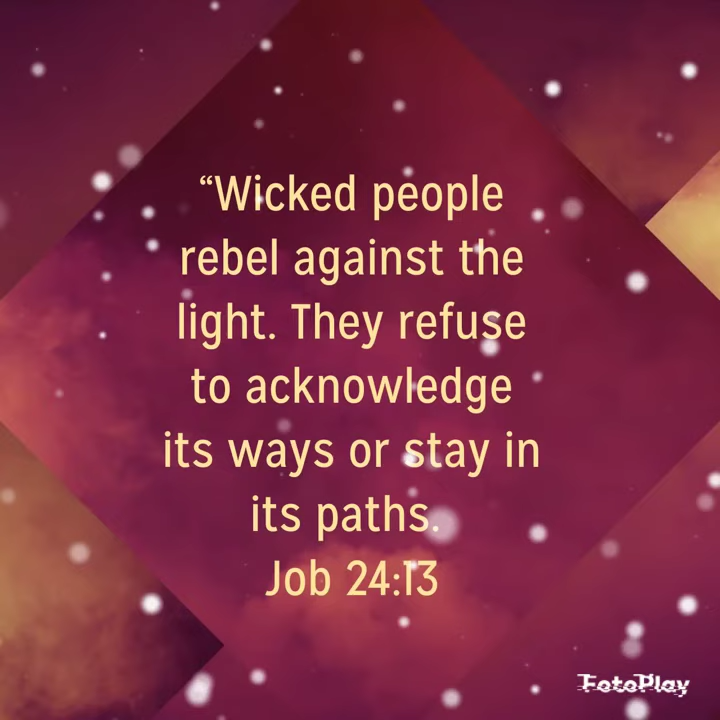 “Wicked people
rebel against the
light. They refuse
to acknowledge
its ways or stay in
its paths.
Job 24:13
FotoPlay